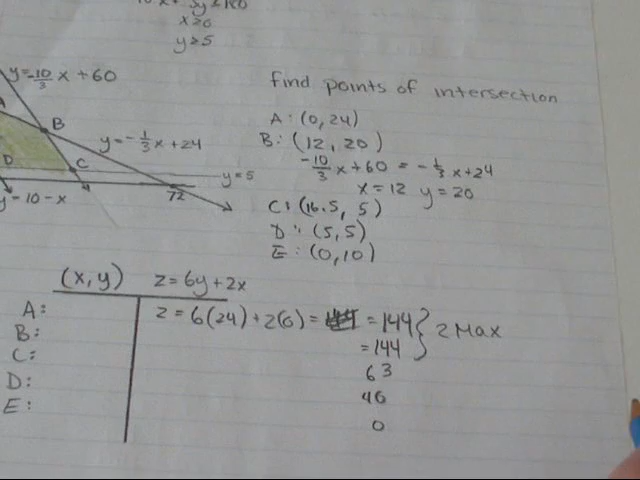 x≥0
y≥5
y=-10/3 x + 60
B
y = -1/3 x + 24
D
C
y = 5
y = 10 - x
72
find points of intersection
A: (0, 24)
B: (12, 20)
-10/3 x + 60 = -1/3 x + 24
x = 12 y = 20
C: (16.5, 5)
D: (5, 5)
E: (0, 10)
(x, y) z = 6y + 2x
A: z = 6(24) + 2(0) = = 144
B: = 144 } 2 Max
C: 63
D: 40
E: 0